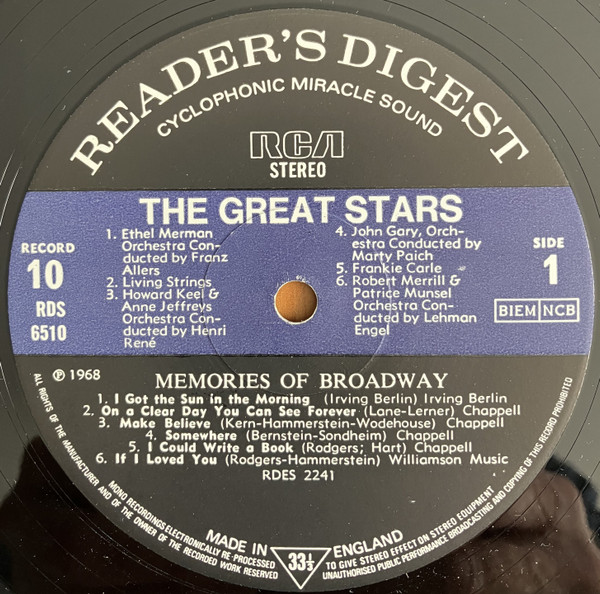 READER'S DIGEST
CYCLOPHONIC MIRACLE SOUND
RCA
STEREO
THE GREAT STARS
RECORD
10
RDS
6510
1. Ethel Merman
Orchestra Con-
ducted by Franz
Allers
2. Living Strings
3. Howard Keel &
Anne Jeffreys
Orchestra Con-
ducted by Henri
René
4. John Gary, Orch-
estra Conducted by
Marty Paich
5. Frankie Carle
6. Robert Merrill &
Patrice Munsel
Orchestra Con-
ducted by Lehman
Engel
SIDE
1
BIEM NCB
℗ 1968
MEMORIES OF BROADWAY
1. I Got the Sun in the Morning (Irving Berlin) Irving Berlin
2. On a Clear Day You Can See Forever (Lane-Lerner) Chappell
3. Make Believe (Kern-Hammerstein-Wodehouse) Chappell
4. Somewhere (Bernstein-Sondheim) Chappell
5. I Could Write a Book (Rodgers; Hart) Chappell
6. If I Loved You (Rodgers-Hammerstein) Williamson Music
RDES 2241
MADE IN ENGLAND
33⅓
MONO RECORDINGS ELECTRONICALLY RE-PROCESSED TO GIVE STEREO EFFECT ON STEREO EQUIPMENT
ALL RIGHTS OF THE MANUFACTURER AND OF THE OWNER OF THE RECORDED WORK RESERVED UNAUTHORISED PUBLIC PERFORMANCE BROADCASTING AND COPYING OF THIS RECORD PROHIBITED